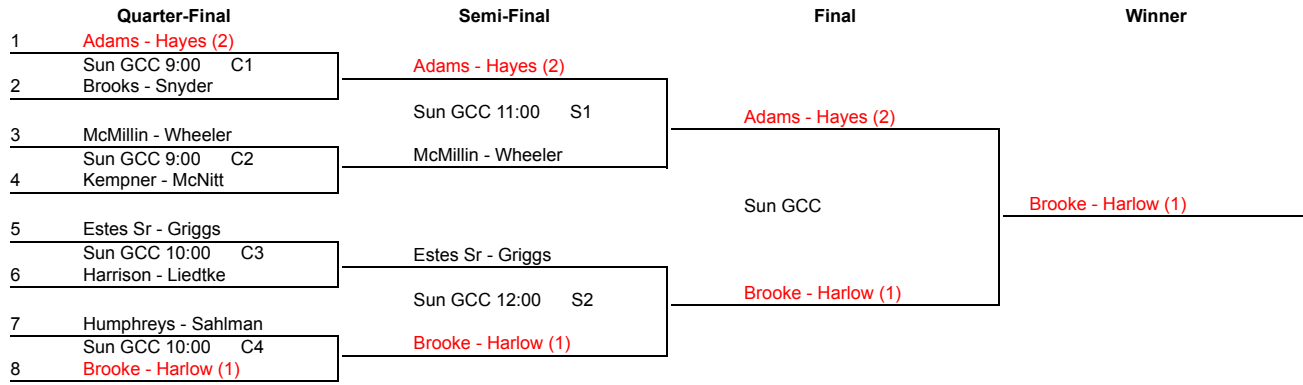 Quarter-Final Semi-Final Final Winner
1 Adams - Hayes (2)
Sun GCC 9:00 C1
2 Brooks - Snyder
3 McMillin - Wheeler
Sun GCC 9:00 C2
4 Kempner - McNitt
5 Estes Sr - Griggs
Sun GCC 10:00 C3
6 Harrison - Liedtke
7 Humphreys - Sahlman
Sun GCC 10:00 C4
8 Brooke - Harlow (1)
Adams - Hayes (2)
Sun GCC 11:00 S1
McMillin - Wheeler
Estes Sr - Griggs
Sun GCC 12:00 S2
Brooke - Harlow (1)
Adams - Hayes (2)
Sun GCC
Brooke - Harlow (1)
Brooke - Harlow (1)